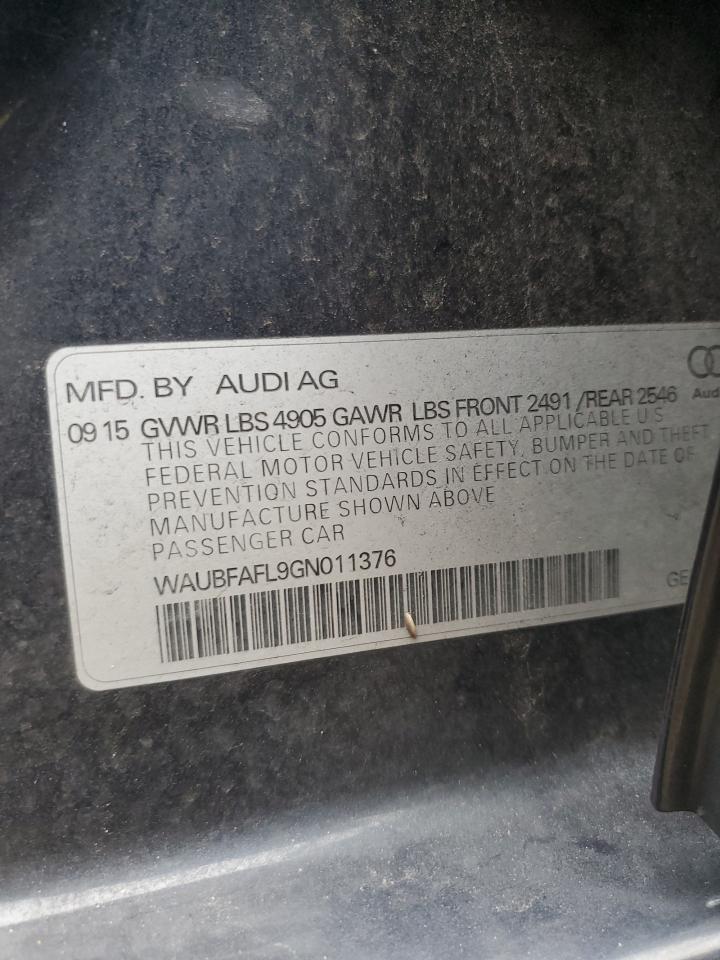 MFD. BY AUDI AG
09 15 GVWR LBS 4905 GAWR LBS FRONT 2491 /REAR 2546
THIS VEHICLE CONFORMS TO ALL APPLICABLE U S
FEDERAL MOTOR VEHICLE SAFETY, BUMPER AND THEFT
PREVENTION STANDARDS IN EFFECT ON THE DATE OF
MANUFACTURE SHOWN ABOVE
PASSENGER CAR
WAUBFAFL9GN011376